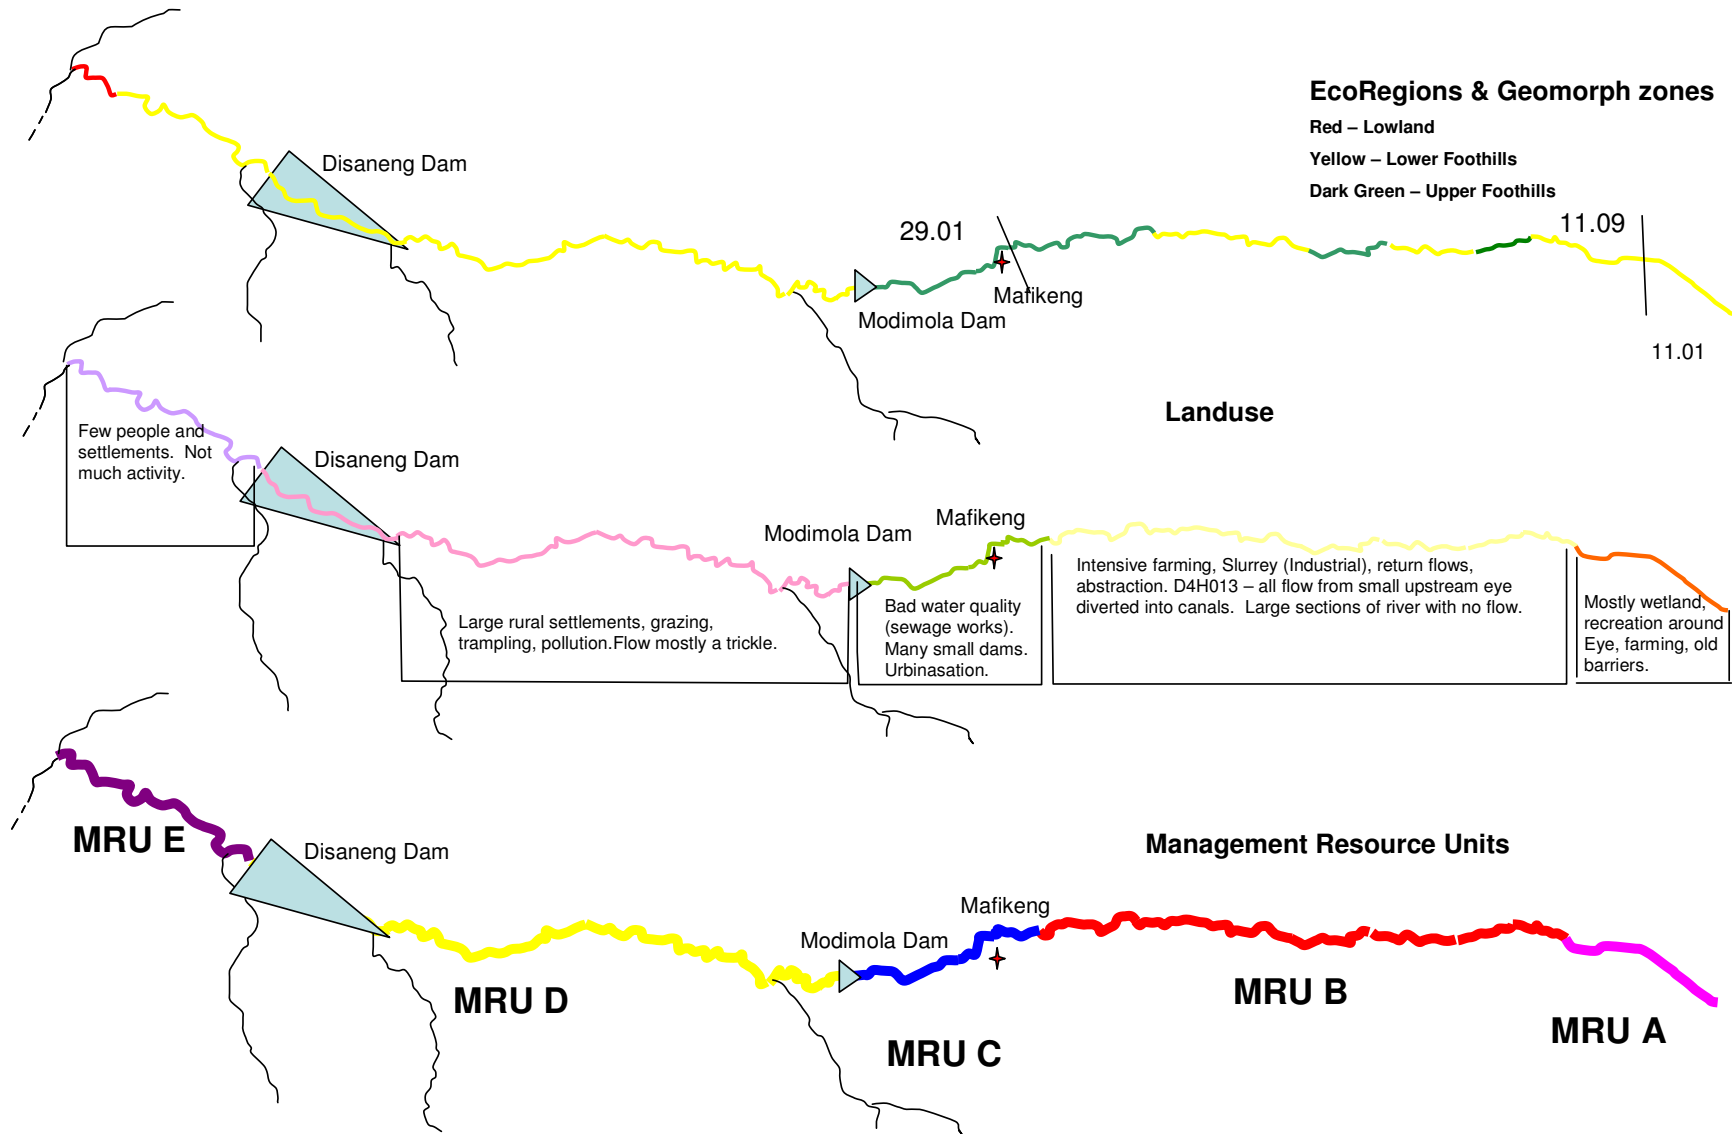 EcoRegions & Geomorph zones
Red – Lowland
Yellow – Lower Foothills
Dark Green – Upper Foothills
Disaneng Dam
29.01
11.09
Mafikeng
Modimola Dam
11.01
Landuse
Few people and
settlements. Not
much activity.
Disaneng Dam
Modimola Dam
Mafikeng
Large rural settlements, grazing,
trampling, pollution.Flow mostly a trickle.
Bad water quality
(sewage works).
Many small dams.
Urbinasation.
Intensive farming, Slurrey (Industrial), return flows,
abstraction. D4H013 – all flow from small upstream eye
diverted into canals. Large sections of river with no flow.
Mostly wetland,
recreation around
Eye, farming, old
barriers.
Management Resource Units
MRU E
Disaneng Dam
Mafikeng
Modimola Dam
MRU D
MRU C
MRU B
MRU A